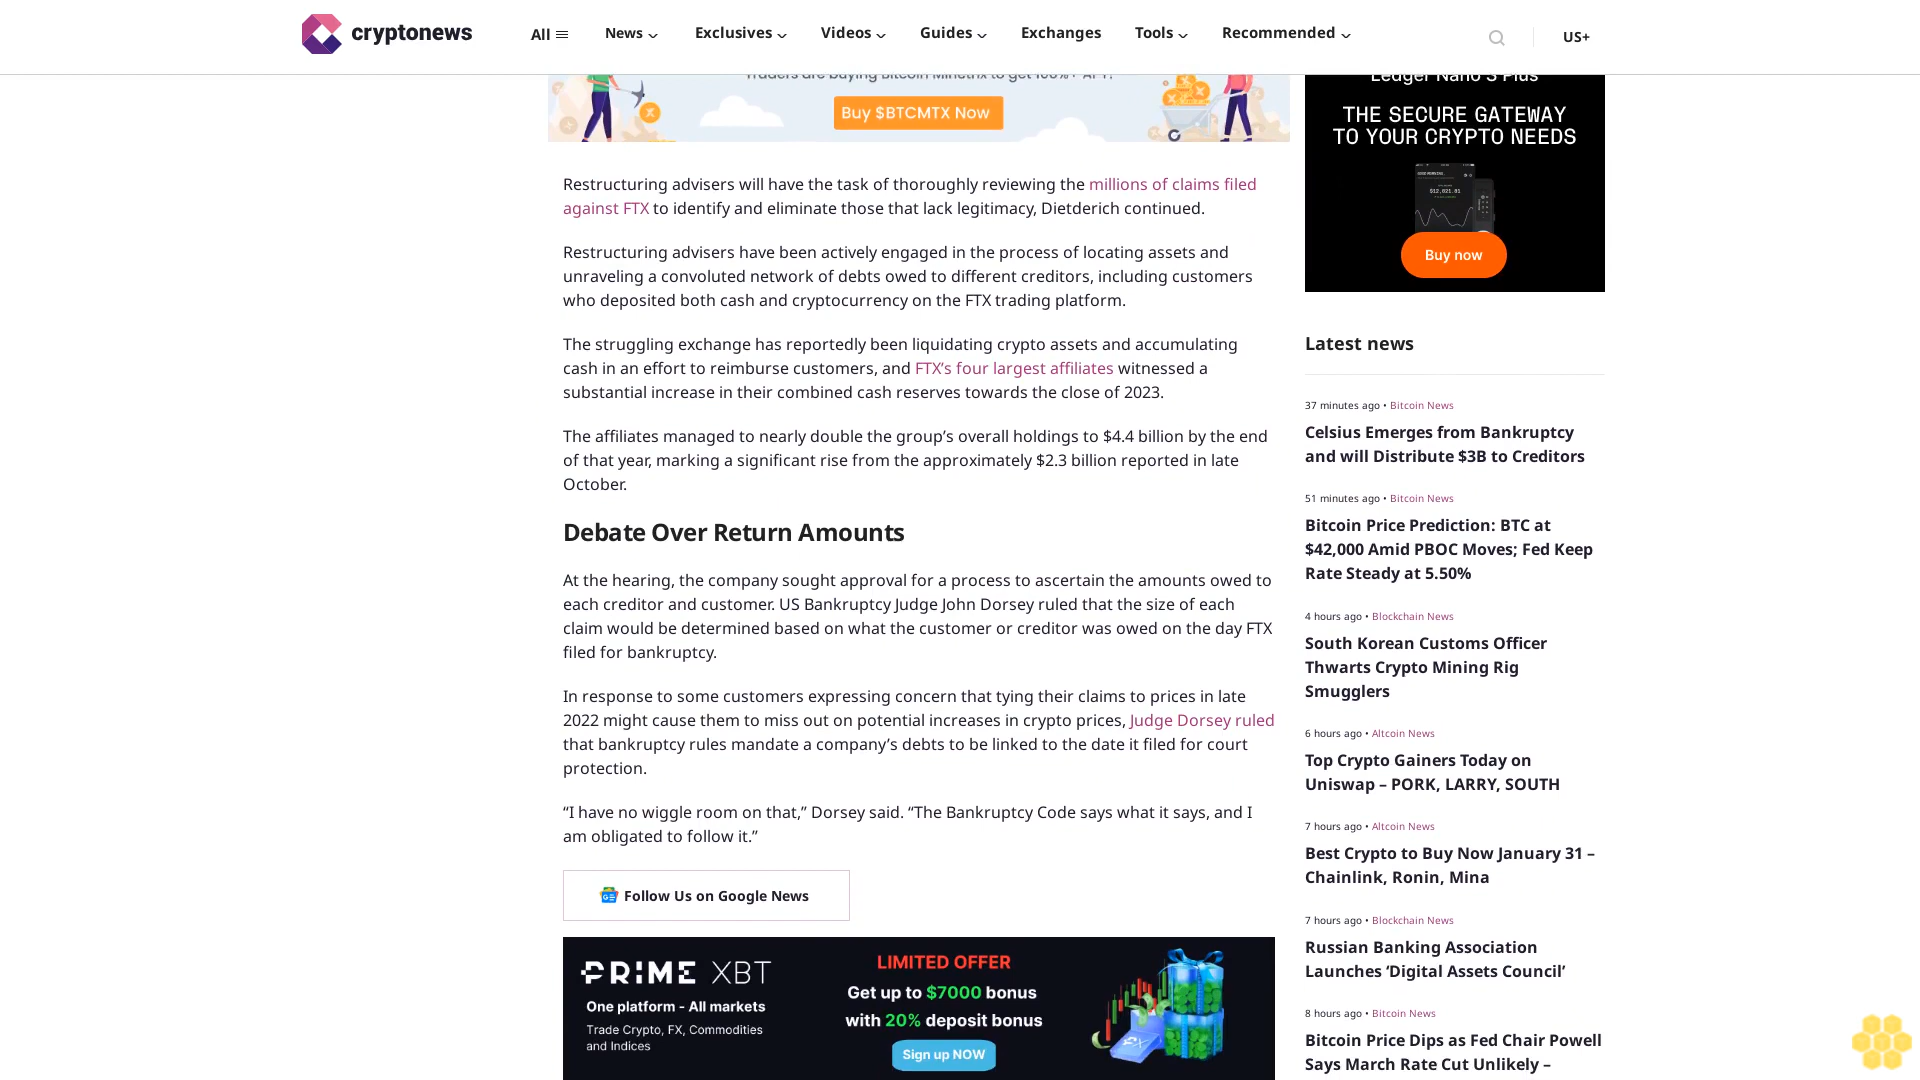 cryptonews
All
News
Exclusives
Videos
Guides
Exchanges
Tools
Recommended
US+
Traders are buying Bitcoin Minetrix to get 100%+ APY!
Buy $BTCMTX Now
Restructuring advisers will have the task of thoroughly reviewing the millions of claims filed
against FTX to identify and eliminate those that lack legitimacy, Dietderich continued.
Restructuring advisers have been actively engaged in the process of locating assets and
unraveling a convoluted network of debts owed to different creditors, including customers
who deposited both cash and cryptocurrency on the FTX trading platform.
The struggling exchange has reportedly been liquidating crypto assets and accumulating
cash in an effort to reimburse customers, and FTX’s four largest affiliates witnessed a
substantial increase in their combined cash reserves towards the close of 2023.
The affiliates managed to nearly double the group’s overall holdings to $4.4 billion by the end
of that year, marking a significant rise from the approximately $2.3 billion reported in late
October.
Debate Over Return Amounts
At the hearing, the company sought approval for a process to ascertain the amounts owed to
each creditor and customer. US Bankruptcy Judge John Dorsey ruled that the size of each
claim would be determined based on what the customer or creditor was owed on the day FTX
filed for bankruptcy.
In response to some customers expressing concern that tying their claims to prices in late
2022 might cause them to miss out on potential increases in crypto prices, Judge Dorsey ruled
that bankruptcy rules mandate a company’s debts to be linked to the date it filed for court
protection.
“I have no wiggle room on that,” Dorsey said. “The Bankruptcy Code says what it says, and I
am obligated to follow it.”
Follow Us on Google News
PRIME XBT
One platform - All markets
Trade Crypto, FX, Commodities
and Indices
LIMITED OFFER
Get up to $7000 bonus
with 20% deposit bonus
Sign up NOW
Ledger Nano S Plus
THE SECURE GATEWAY
TO YOUR CRYPTO NEEDS
$12,021.01
Buy now
Latest news
37 minutes ago • Bitcoin News
Celsius Emerges from Bankruptcy
and will Distribute $3B to Creditors
51 minutes ago • Bitcoin News
Bitcoin Price Prediction: BTC at
$42,000 Amid PBOC Moves; Fed Keep
Rate Steady at 5.50%
4 hours ago • Blockchain News
South Korean Customs Officer
Thwarts Crypto Mining Rig
Smugglers
6 hours ago • Altcoin News
Top Crypto Gainers Today on
Uniswap – PORK, LARRY, SOUTH
7 hours ago • Altcoin News
Best Crypto to Buy Now January 31 –
Chainlink, Ronin, Mina
7 hours ago • Blockchain News
Russian Banking Association
Launches ‘Digital Assets Council’
8 hours ago • Bitcoin News
Bitcoin Price Dips as Fed Chair Powell
Says March Rate Cut Unlikely –